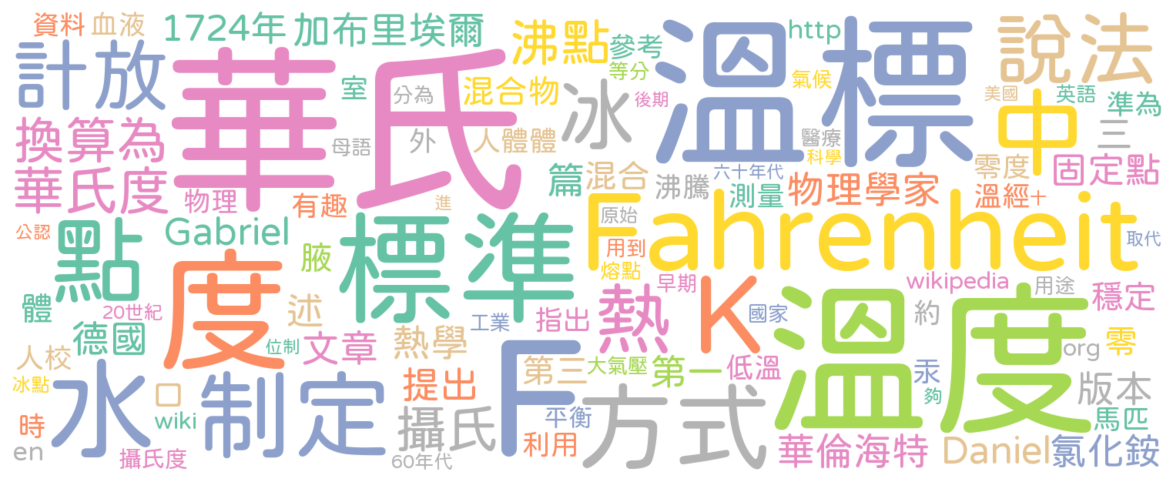 資料 血液 1724年 加布里埃爾 沸點 參考 http 溫標 說法
計放 華氏 室 分為 混合物 等分 後期 氣候 美國 英語 準為
換算為 母語 外 人體體 冰 醫療 科學 中 三
華氏度 物理 有趣 進 篇 混合 沸騰 六十年代 測量 物理學家 零度 溫經+ 固定點
公認 點 Gabriel 腋 標準 原始 用到 熔點 Fahrenheit 取代
體 20世紀 度 述 工業 指出 熱 早期 K 國家 wikipedia 用途 穩定
德國 位制 文章 熱學 溫度 約 org 零
人校 冰點 水 口 制定 提出 F 第三 大氣壓 第一 低溫 汞 夠 版本
時 wiki 攝氏 平衡 方式 馬匹
en 攝氏度 60年代 利用 華倫海特 Daniel 氯化銨